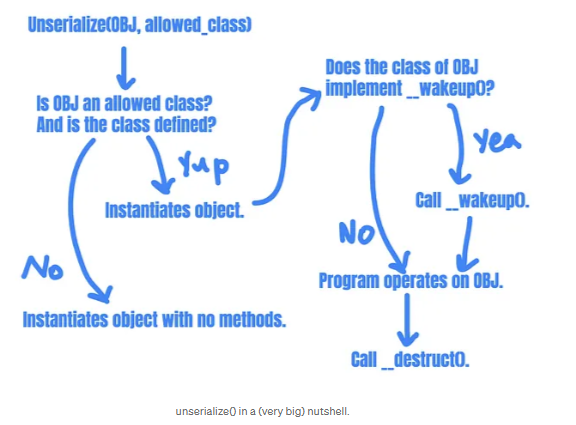 Unserialize(OBJ, allowed_class)
Is OBJ an allowed class?
And is the class defined?
Yup
Instantiates object.
No
Instantiates object with no methods.
Does the class of OBJ
implement __wakeup()?
Yea
Call __wakeup().
No
Program operates on OBJ.
Call __destruct().
unserialize() in a (very big) nutshell.